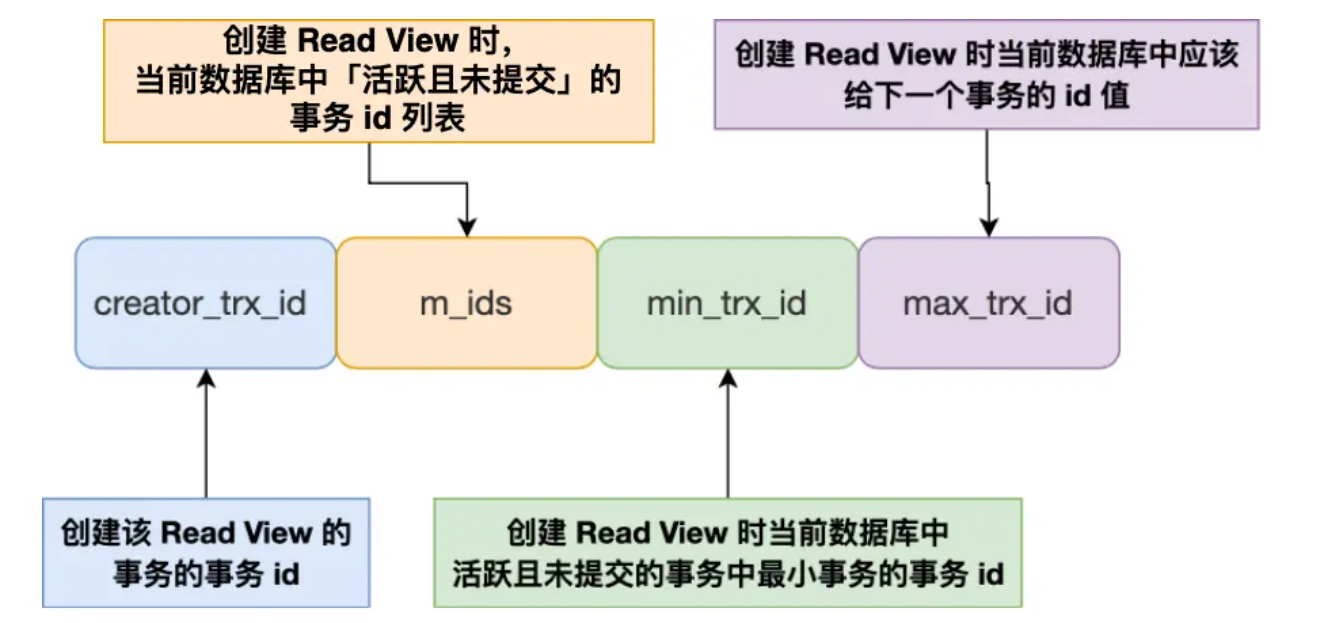 创建 Read View 时，
当前数据库中「活跃且未提交」的
事务 id 列表
创建 Read View 时当前数据库中应该
给下一个事务的 id 值
creator_trx_id
m_ids
min_trx_id
max_trx_id
创建该 Read View 的
事务的事务 id
创建 Read View 时当前数据库中
活跃且未提交的事务中最小事务的事务 id